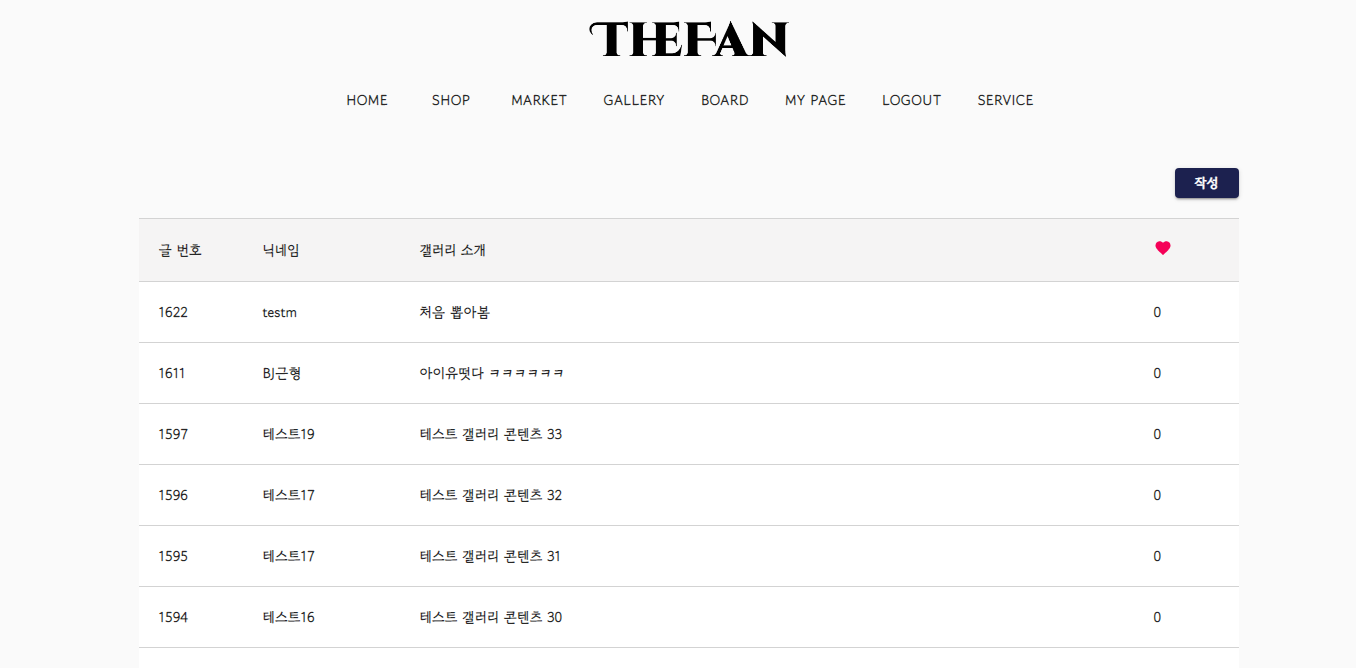 THEFAN
HOME SHOP MARKET GALLERY BOARD MY PAGE LOGOUT SERVICE
작성
글 번호 닉네임 갤러리 소개
1622 testm 처음 뽑아봄 0
1611 BJ근형 아이유떳다 ㅋㅋㅋㅋㅋㅋ 0
1597 테스트19 테스트 갤러리 콘텐츠 33 0
1596 테스트17 테스트 갤러리 콘텐츠 32 0
1595 테스트17 테스트 갤러리 콘텐츠 31 0
1594 테스트16 테스트 갤러리 콘텐츠 30 0